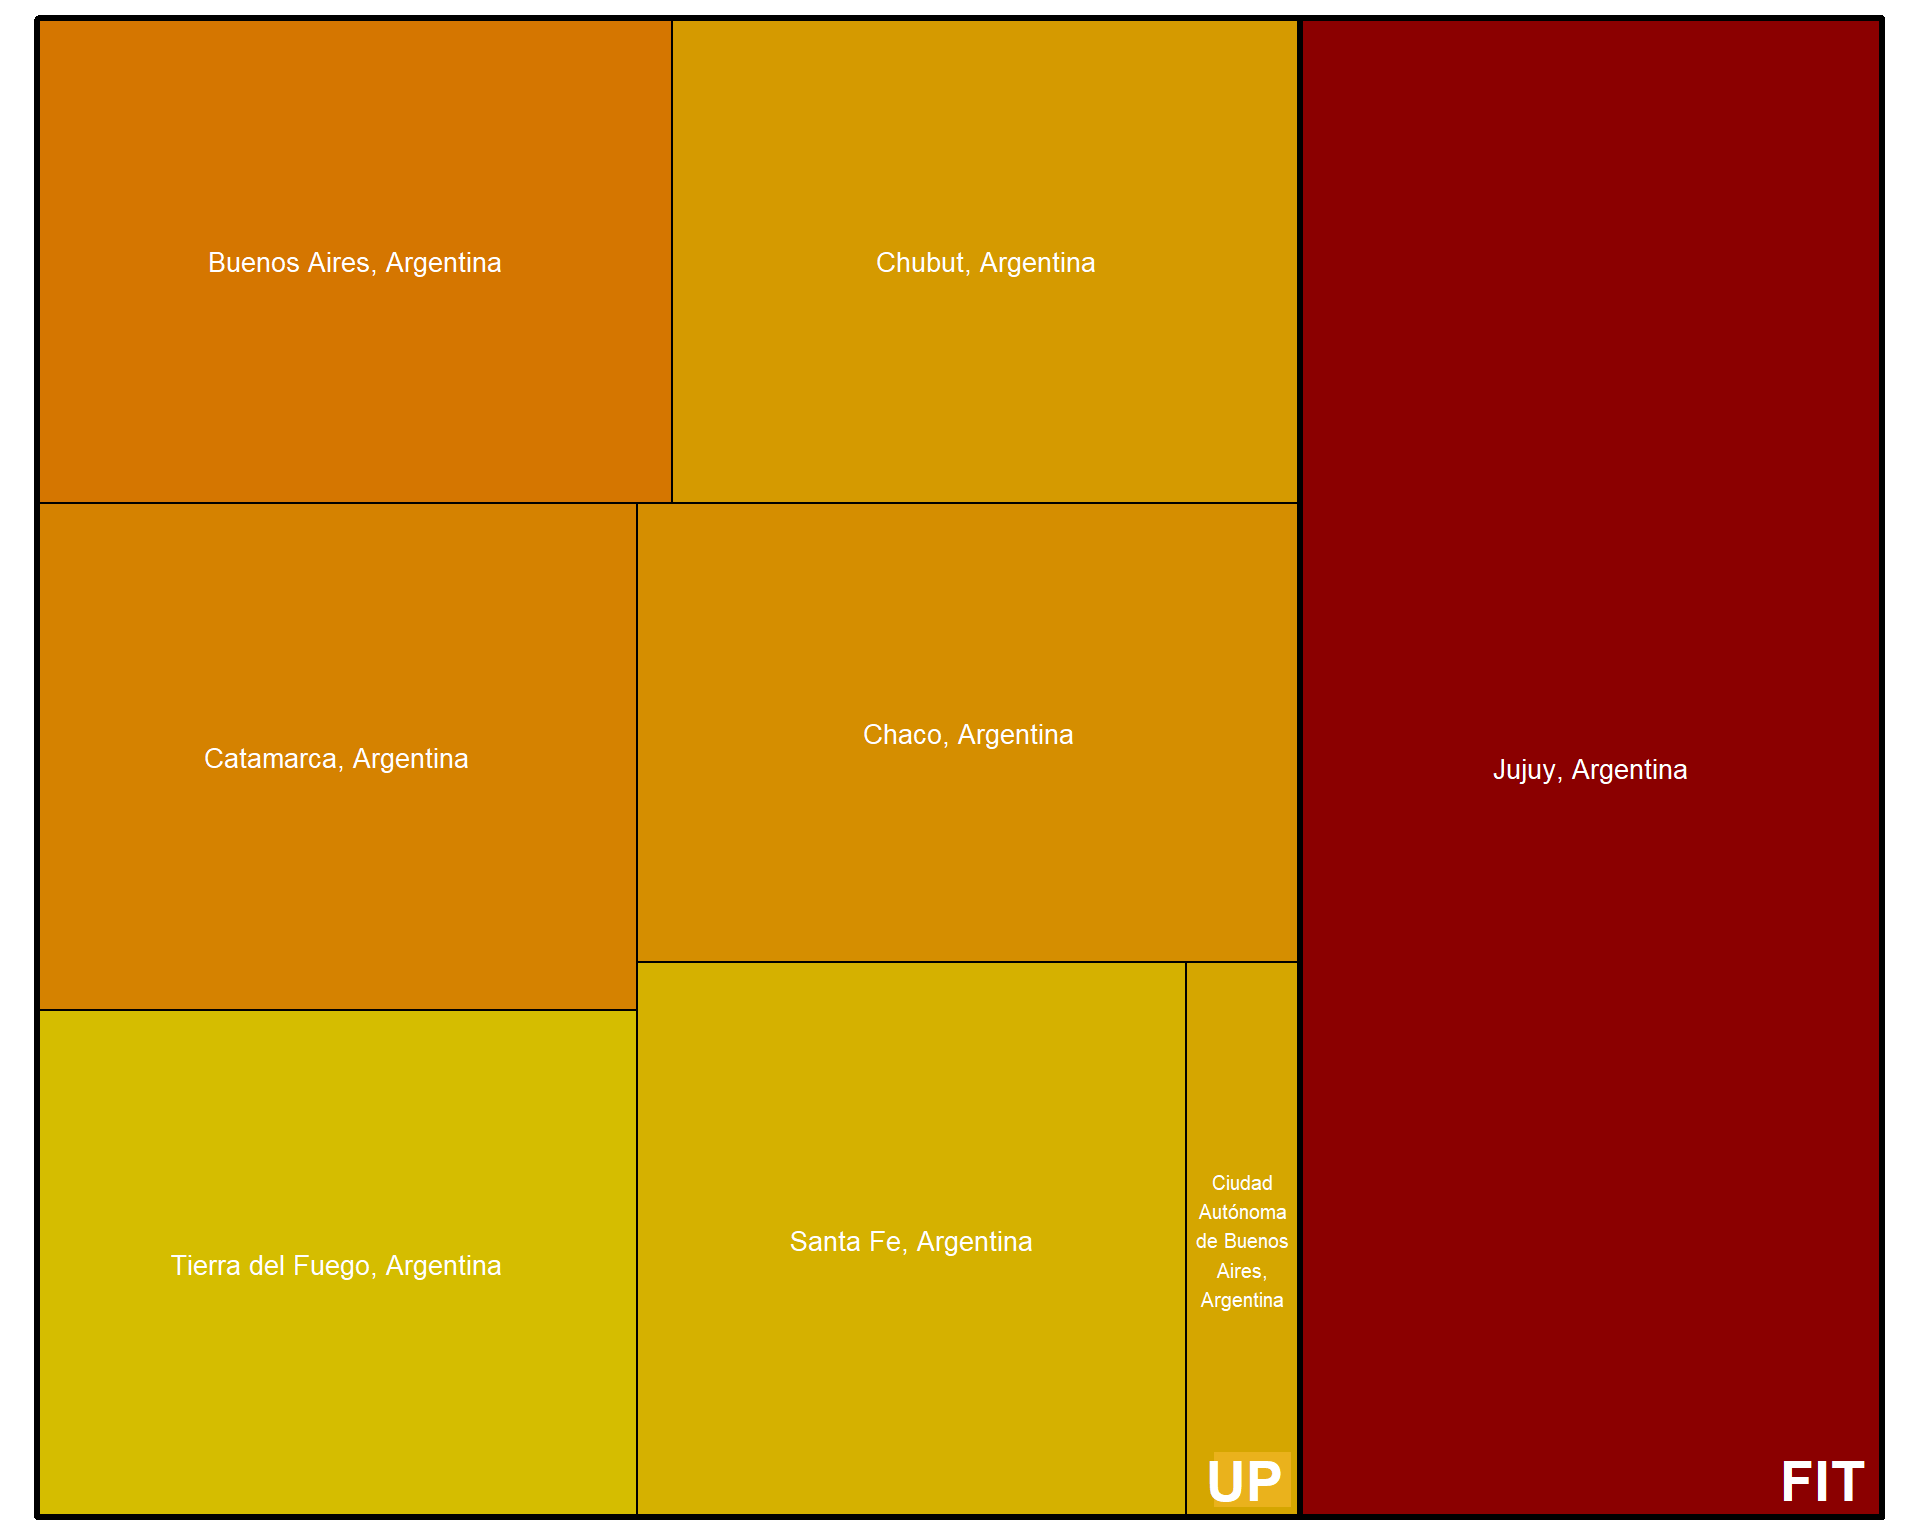 Buenos Aires, Argentina
Chubut, Argentina
Catamarca, Argentina
Chaco, Argentina
Jujuy, Argentina
Tierra del Fuego, Argentina
Santa Fe, Argentina
Ciudad
Autónoma
de Buenos
Aires,
Argentina
UP
FIT